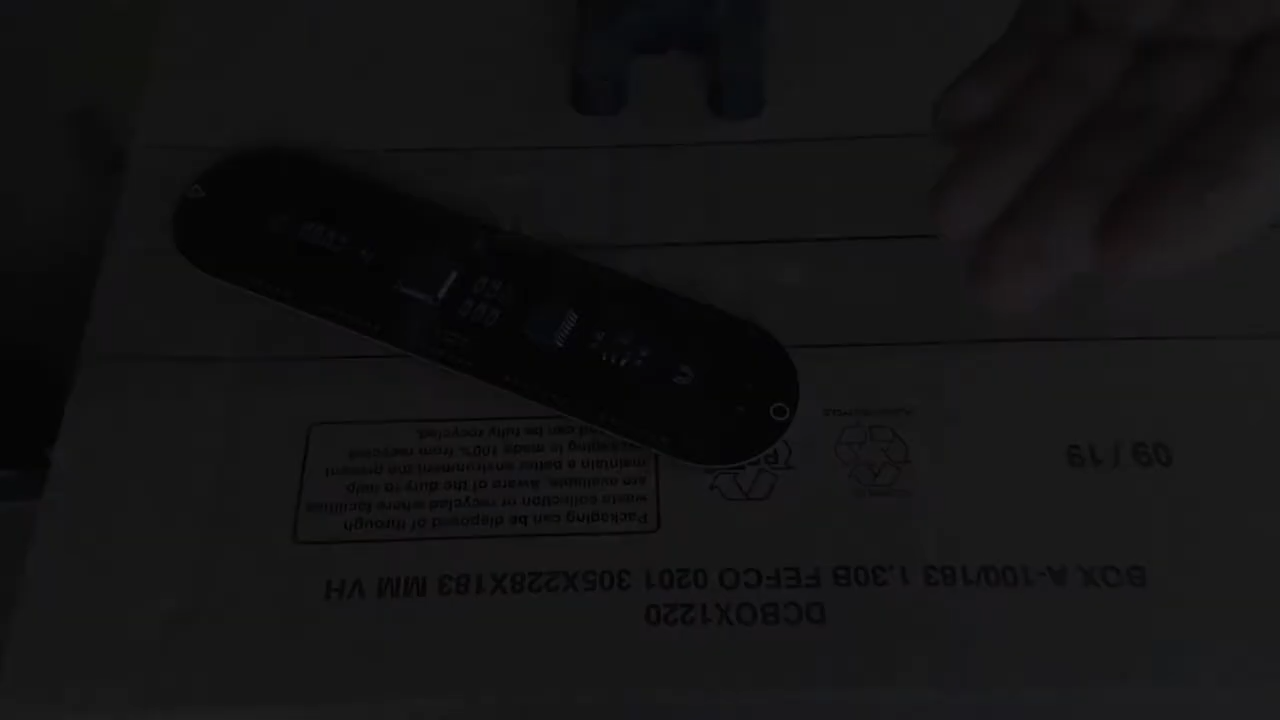 DCBOX1220
BOX A-100/183 1.30B FEFCO 0201 305X228X183 MM VH
Packaging can be disposed of through
waste collection or recycled where facilities
are available. Aware of the duty to help
maintain a better environment the present
packaging is made 100% from recycled
and can be fully recycled.
09 / 19